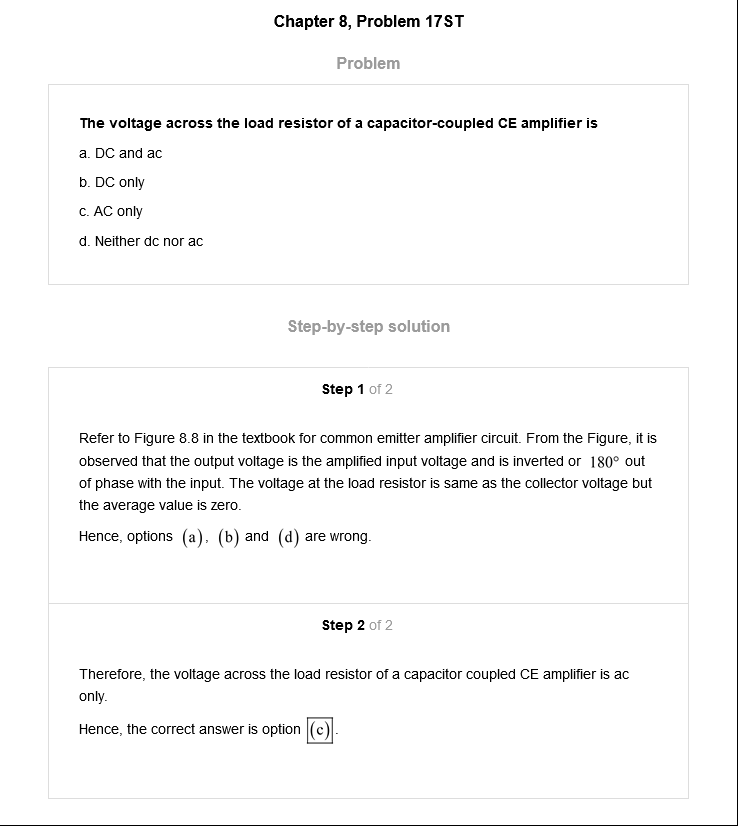 Chapter 8, Problem 17ST
Problem
The voltage across the load resistor of a capacitor-coupled CE amplifier is
a. DC and ac
b. DC only
c. AC only
d. Neither dc nor ac
Step-by-step solution
Step 1 of 2
Refer to Figure 8.8 in the textbook for common emitter amplifier circuit. From the Figure, it is
observed that the output voltage is the amplified input voltage and is inverted or 180° out
of phase with the input. The voltage at the load resistor is same as the collector voltage but
the average value is zero.
Hence, options (a), (b) and (d) are wrong.
Step 2 of 2
Therefore, the voltage across the load resistor of a capacitor coupled CE amplifier is ac
only.
Hence, the correct answer is option (c).